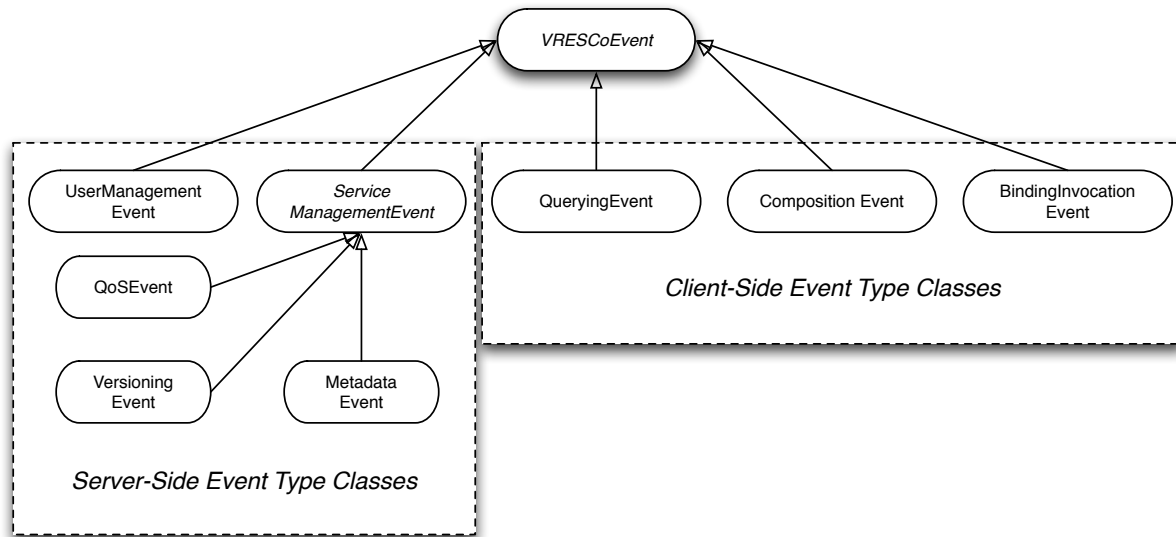 VRESCoEvent
UserManagement
Event
Service
ManagementEvent
QueryingEvent
Composition Event
BindingInvocation
Event
QoSEvent
Client-Side Event Type Classes
Versioning
Event
Metadata
Event
Server-Side Event Type Classes